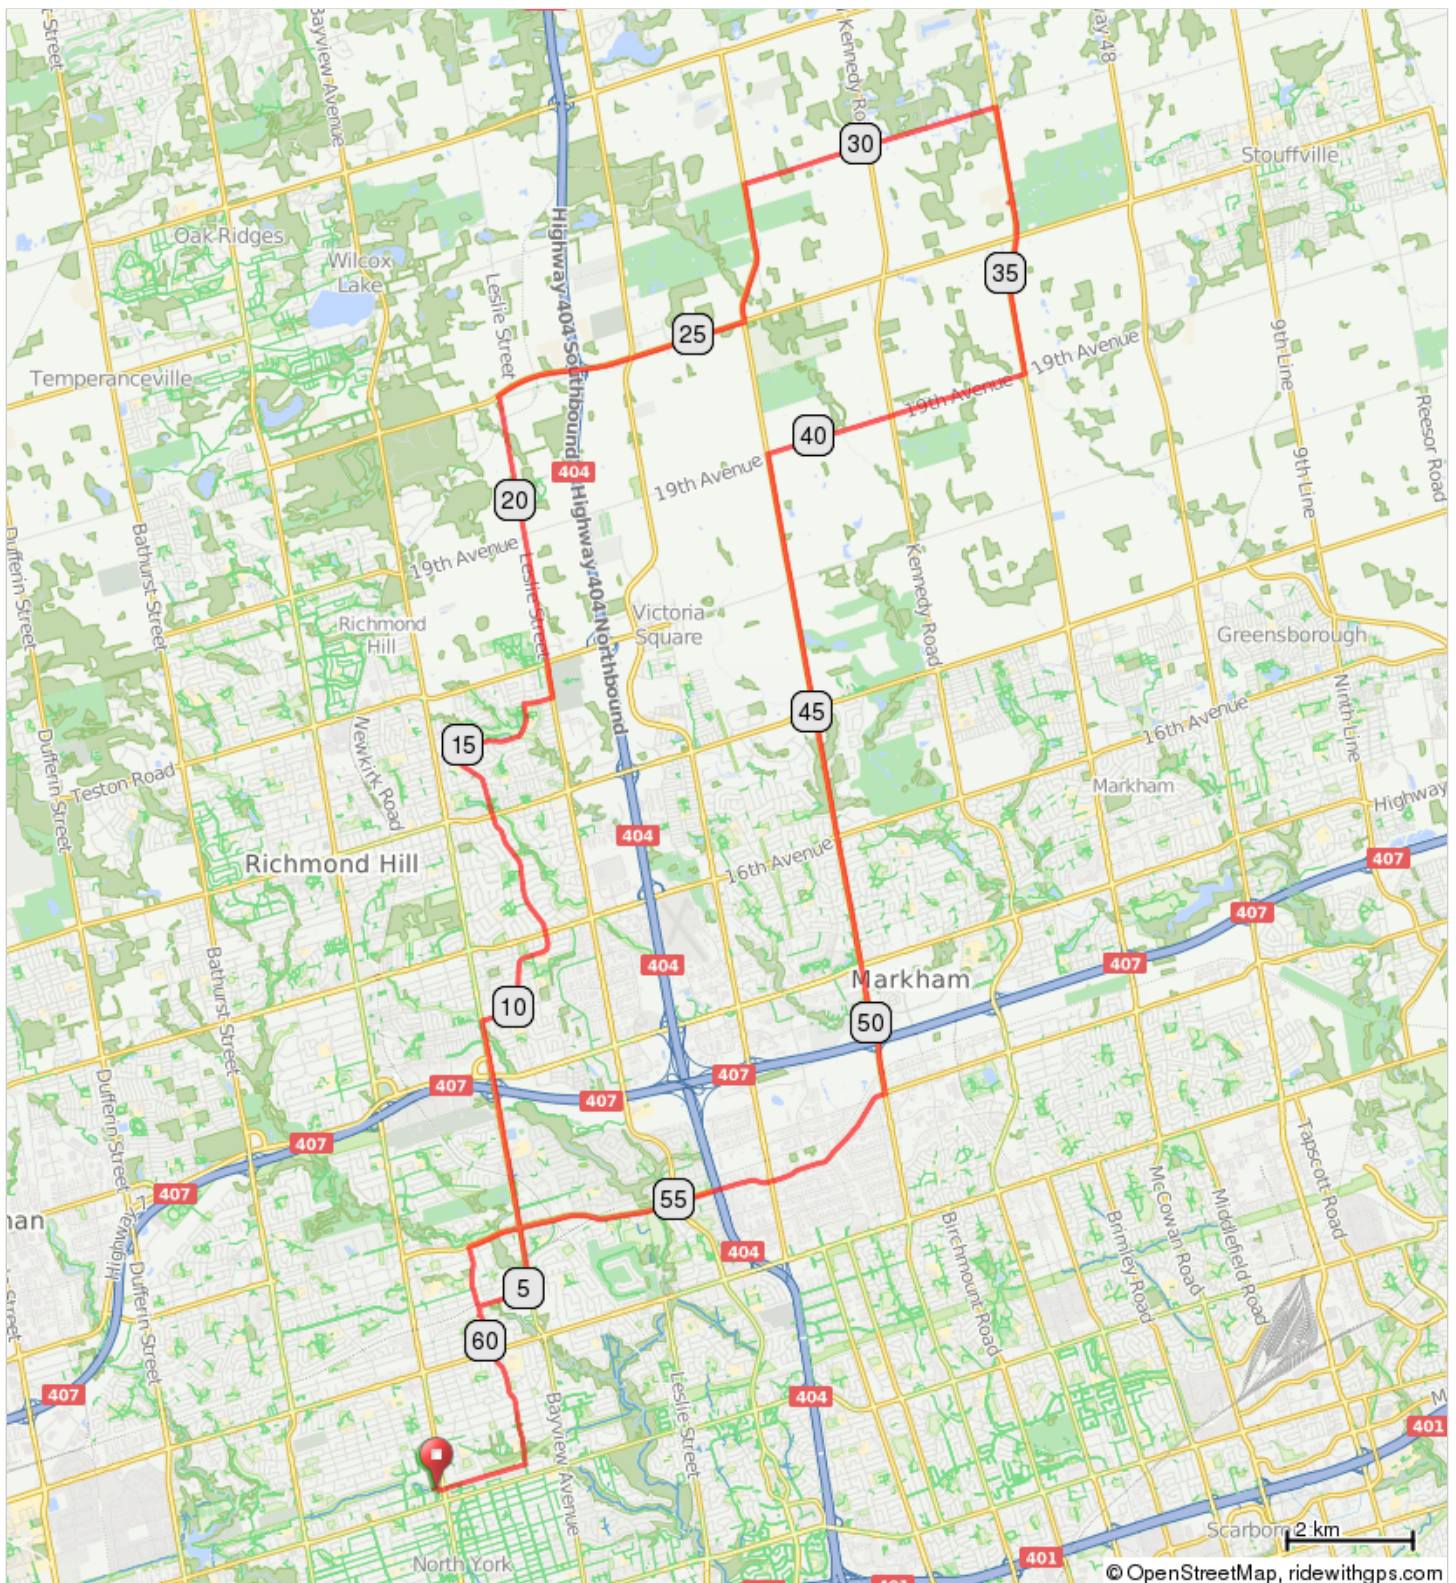 Bayview Avenue
Kennedy Ro
way 48
30
Stouffville
Oak Ridges
Wilcox
Lake
Leslie Street
Highway 404 Southbound
35
25
19th Avenue
9th Line
Temperanceville
19th Avenue
Reesor Road
40
404
19th Avenue
9th Line
20
Highway 404 Northbound
Dufferin Street
Bathurst Street
19th Avenue
Leslie Street
Kennedy Road
Richmond
Hill
Victoria
Square
Greensborough
Ninth Line
45
16th Avenue
15
Newkirk Road
Dufferin Street
Teston Road
Markham
Highway
404
16th Avenue
407
Richmond Hill
407
Bathurst Street
404
407
Markham
10
50
407
407
407
Dufferin Street
407
Tapscott Road
407
55
McCowan Road
Middlefield Road
Birchmount Road
Brimley Road
404
Highway
Dufferin Street
5
60
407
404
Leslie Street
Bayview Avenue
401
2 km
North York
401
401
© OpenStreetMap, ridewithgps.com